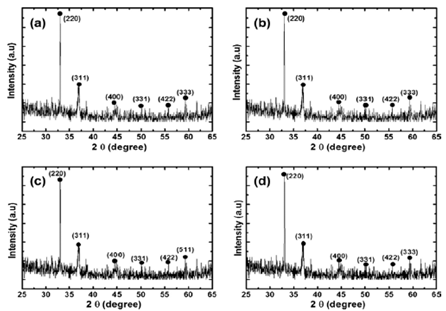 (a)
(220)
(311)
(400)
(331)
(422)
(333)
Intensity (a.u)
25 30 35 40 45 50 55 60 65
2 θ (degree)
(b)
(220)
(311)
(400)
(331)
(422)
(333)
Intensity (a.u)
25 30 35 40 45 50 55 60 65
2 θ (degree)
(c)
(220)
(311)
(400)
(331)
(422)
(511)
Intensity (a.u)
25 30 35 40 45 50 55 60 65
2 θ (degree)
(d)
(220)
(311)
(400)
(331)
(422)
(333)
Intensity (a.u)
25 30 35 40 45 50 55 60 65
2 θ (degree)